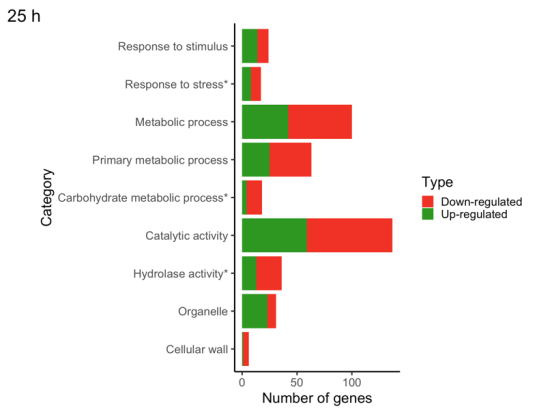 25 h
Category
Response to stimulus
Response to stress*
Metabolic process
Primary metabolic process
Carbohydrate metabolic process*
Catalytic activity
Hydrolase activity*
Organelle
Cellular wall
0 50 100
Number of genes
Type
Down-regulated
Up-regulated